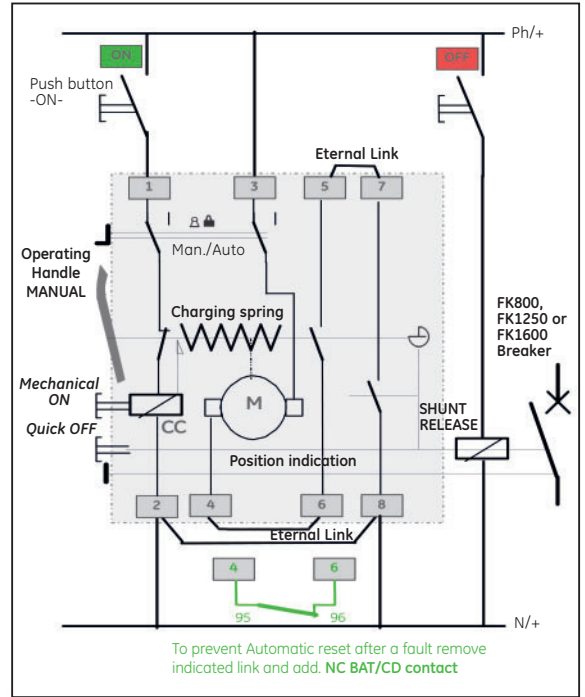 Ph/+
ON
OFF
Push button
-ON-
Eternal Link
1
3
5
7
Man./Auto
Operating
Handle
MANUAL
Charging spring
FK800,
FK1250 or
FK1600
Breaker
Mechanical
ON
CC
M
SHUNT
RELEASE
Quick OFF
Position indication
2
4
6
8
Eternal Link
4
6
95
96
N/+
To prevent Automatic reset after a fault remove
indicated link and add. NC BAT/CD contact